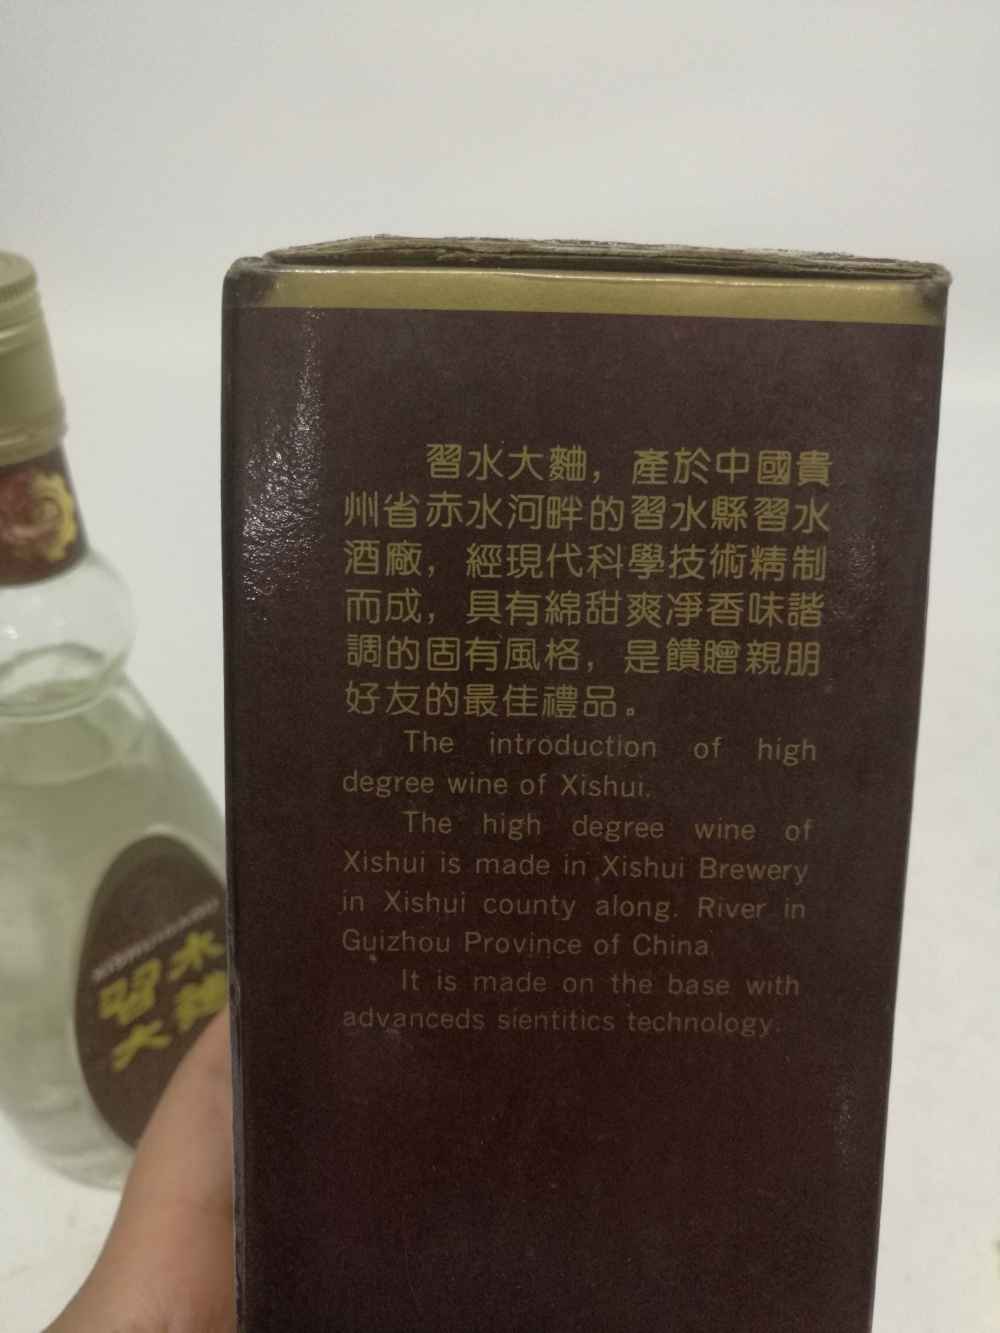 習水大麯，產於中國貴
州省赤水河畔的習水縣習水
酒廠，經現代科學技術精制
而成，具有綿甜爽凈香味諧
調的固有風格，是饋贈親朋
好友的最佳禮品。
The introduction of high
degree wine of Xishui.
The high degree wine of
Xishui is made in Xishui Brewery
in Xishui county along. River in
Guizhou Province of China.
It is made on the base with
advanceds sientitics technology.
習水
大麯